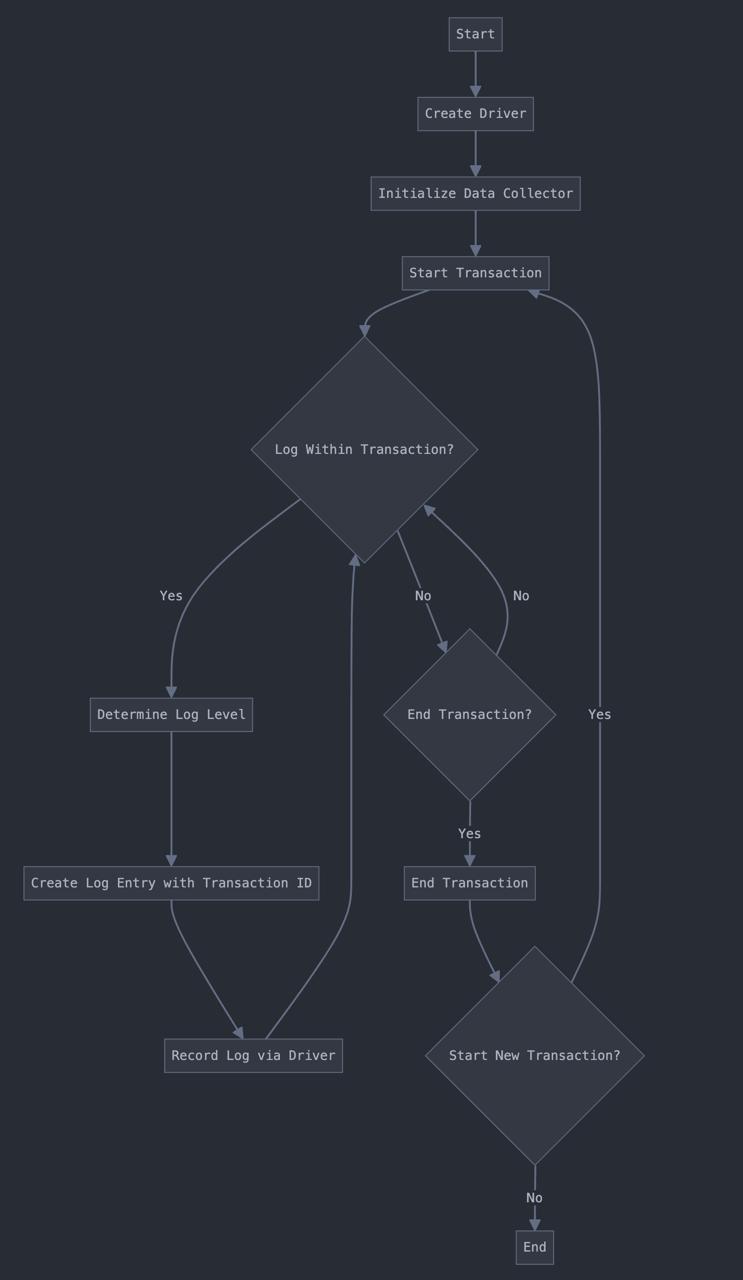 Start
Create Driver
Initialize Data Collector
Start Transaction
Log Within Transaction?
Yes
No
No
Determine Log Level
End Transaction?
Yes
Yes
Create Log Entry with Transaction ID
End Transaction
Record Log via Driver
Start New Transaction?
No
End